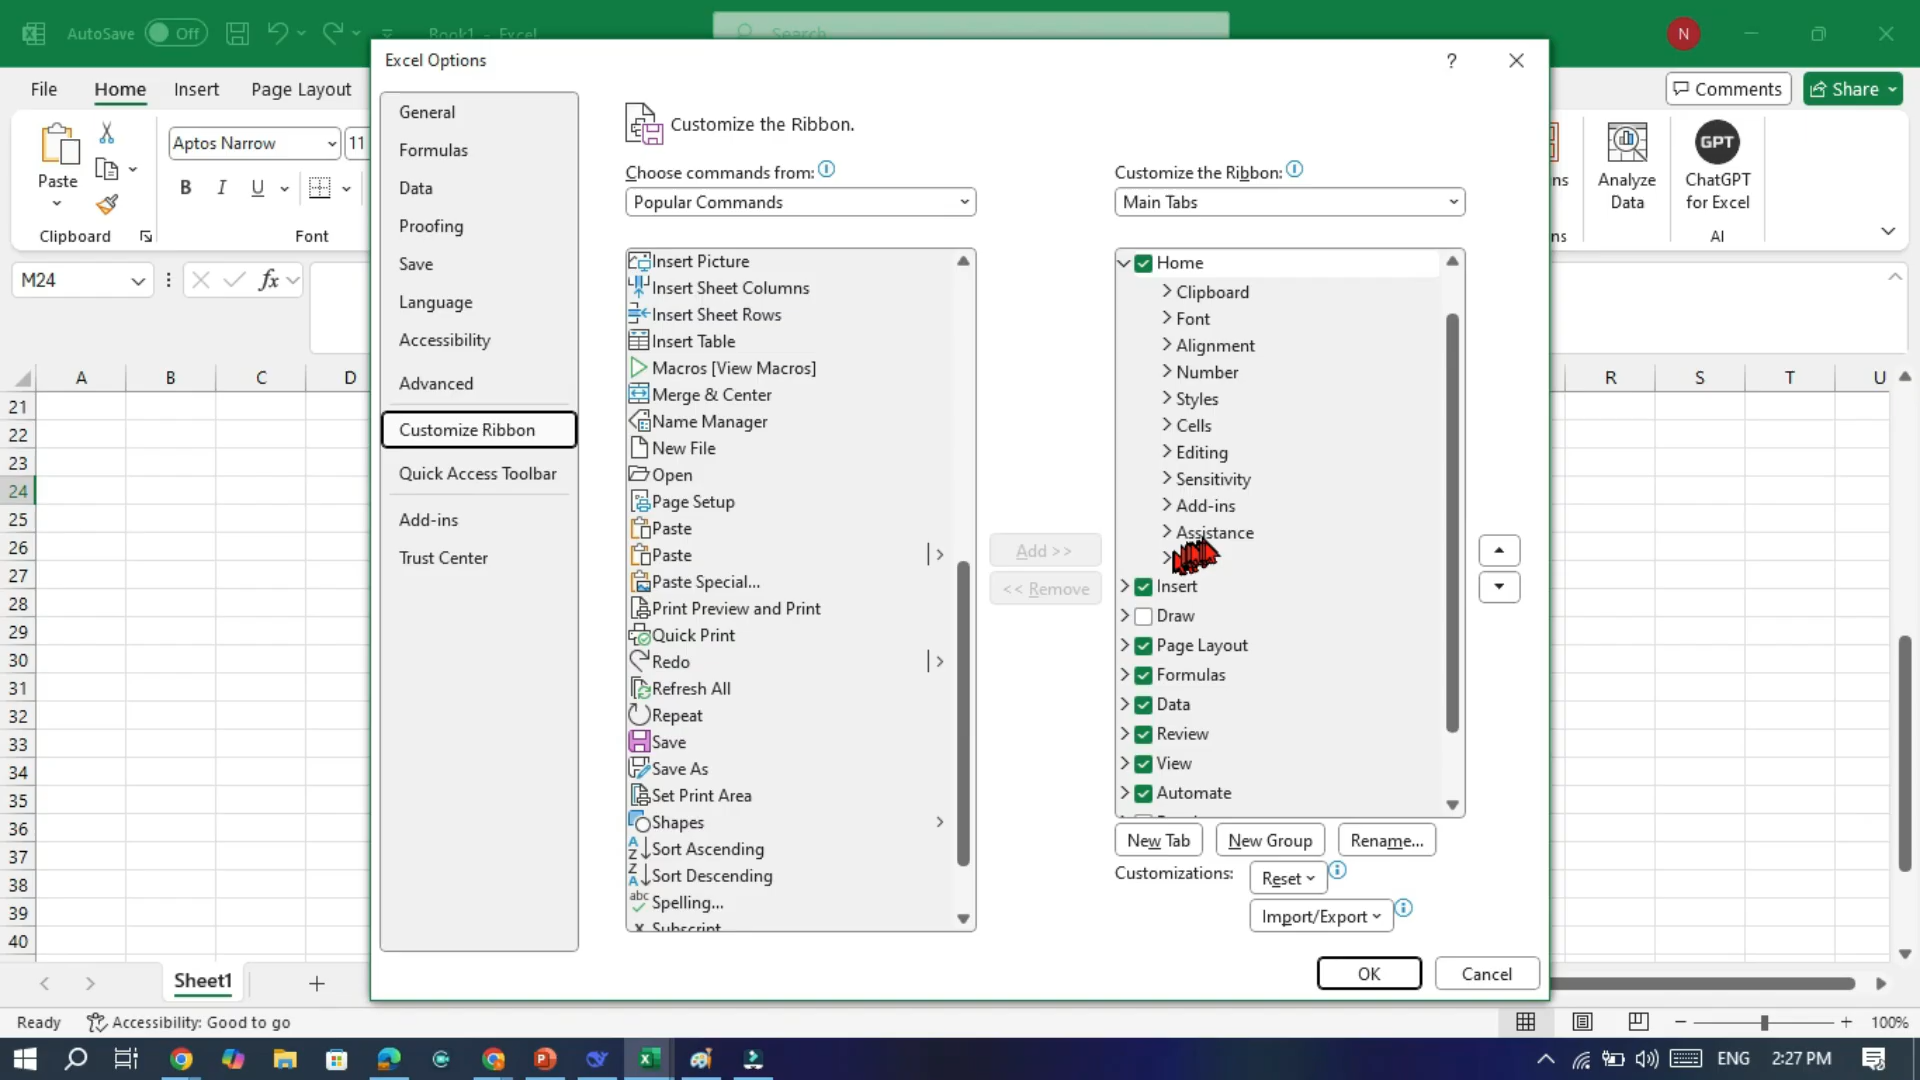 AutoSave Off Book1 - Excel Search N
Excel Options ?
File Home Insert Page Layout Comments Share
Paste
Aptos Narrow 11
B I U
Clipboard Font
Analyze
Data
GPT
ChatGPT
for Excel
AI
M24 fx
General
Formulas
Data
Proofing
Save
Language
Accessibility
Advanced
Customize Ribbon
Quick Access Toolbar
Add-ins
Trust Center
Customize the Ribbon.
Choose commands from:
Popular Commands
Insert Picture
Insert Sheet Columns
Insert Sheet Rows
Insert Table
Macros [View Macros]
Merge & Center
Name Manager
New File
Open
Page Setup
Paste
Paste
Paste Special...
Print Preview and Print
Quick Print
Redo
Refresh All
Repeat
Save
Save As
Set Print Area
Shapes
Sort Ascending
Sort Descending
Spelling...
Subscript
Add >>
<< Remove
Customize the Ribbon:
Main Tabs
Home
Clipboard
Font
Alignment
Number
Styles
Cells
Editing
Sensitivity
Add-ins
Assistance
Insert
Draw
Page Layout
Formulas
Data
Review
View
Automate
New Tab New Group Rename...
Customizations: Reset
Import/Export
OK Cancel
A B C D R S T U
21
22
23
24
25
26
27
28
29
30
31
32
33
34
35
36
37
38
39
40
Sheet1
Ready Accessibility: Good to go 100%
ENG 2:27 PM